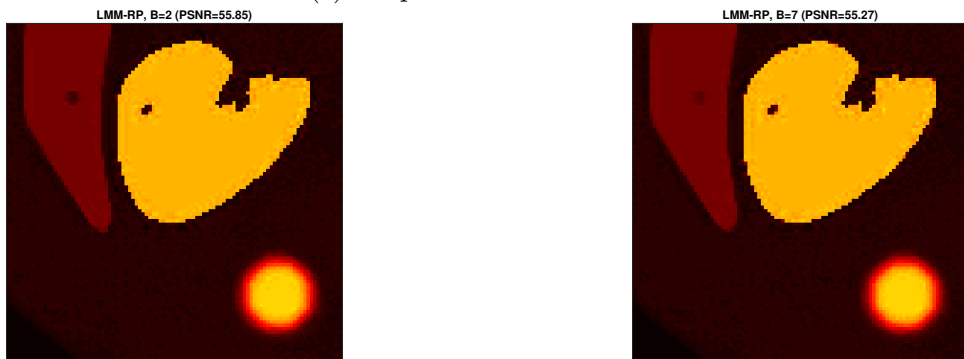 LMM-RP, B=2 (PSNR=55.85)
LMM-RP, B=7 (PSNR=55.27)